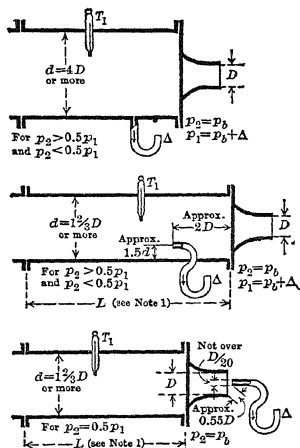 T1
d=4D
or more
D
For p2>0.5p1
and p2<0.5p1
Δ
p2=pb
p1=pb+Δ
T1
d=1⅔D
or more
Approx.
2D
D
Approx.
1.5d
For p2>0.5p1
and p2<0.5p1
Δ
p2=pb
p1=pb+Δ
L (see Note 1)
T1
d=1⅔D
or more
Not over
D/20
D
Approx.
0.55D
Δ
For p2=0.5p1
L (see Note 1)